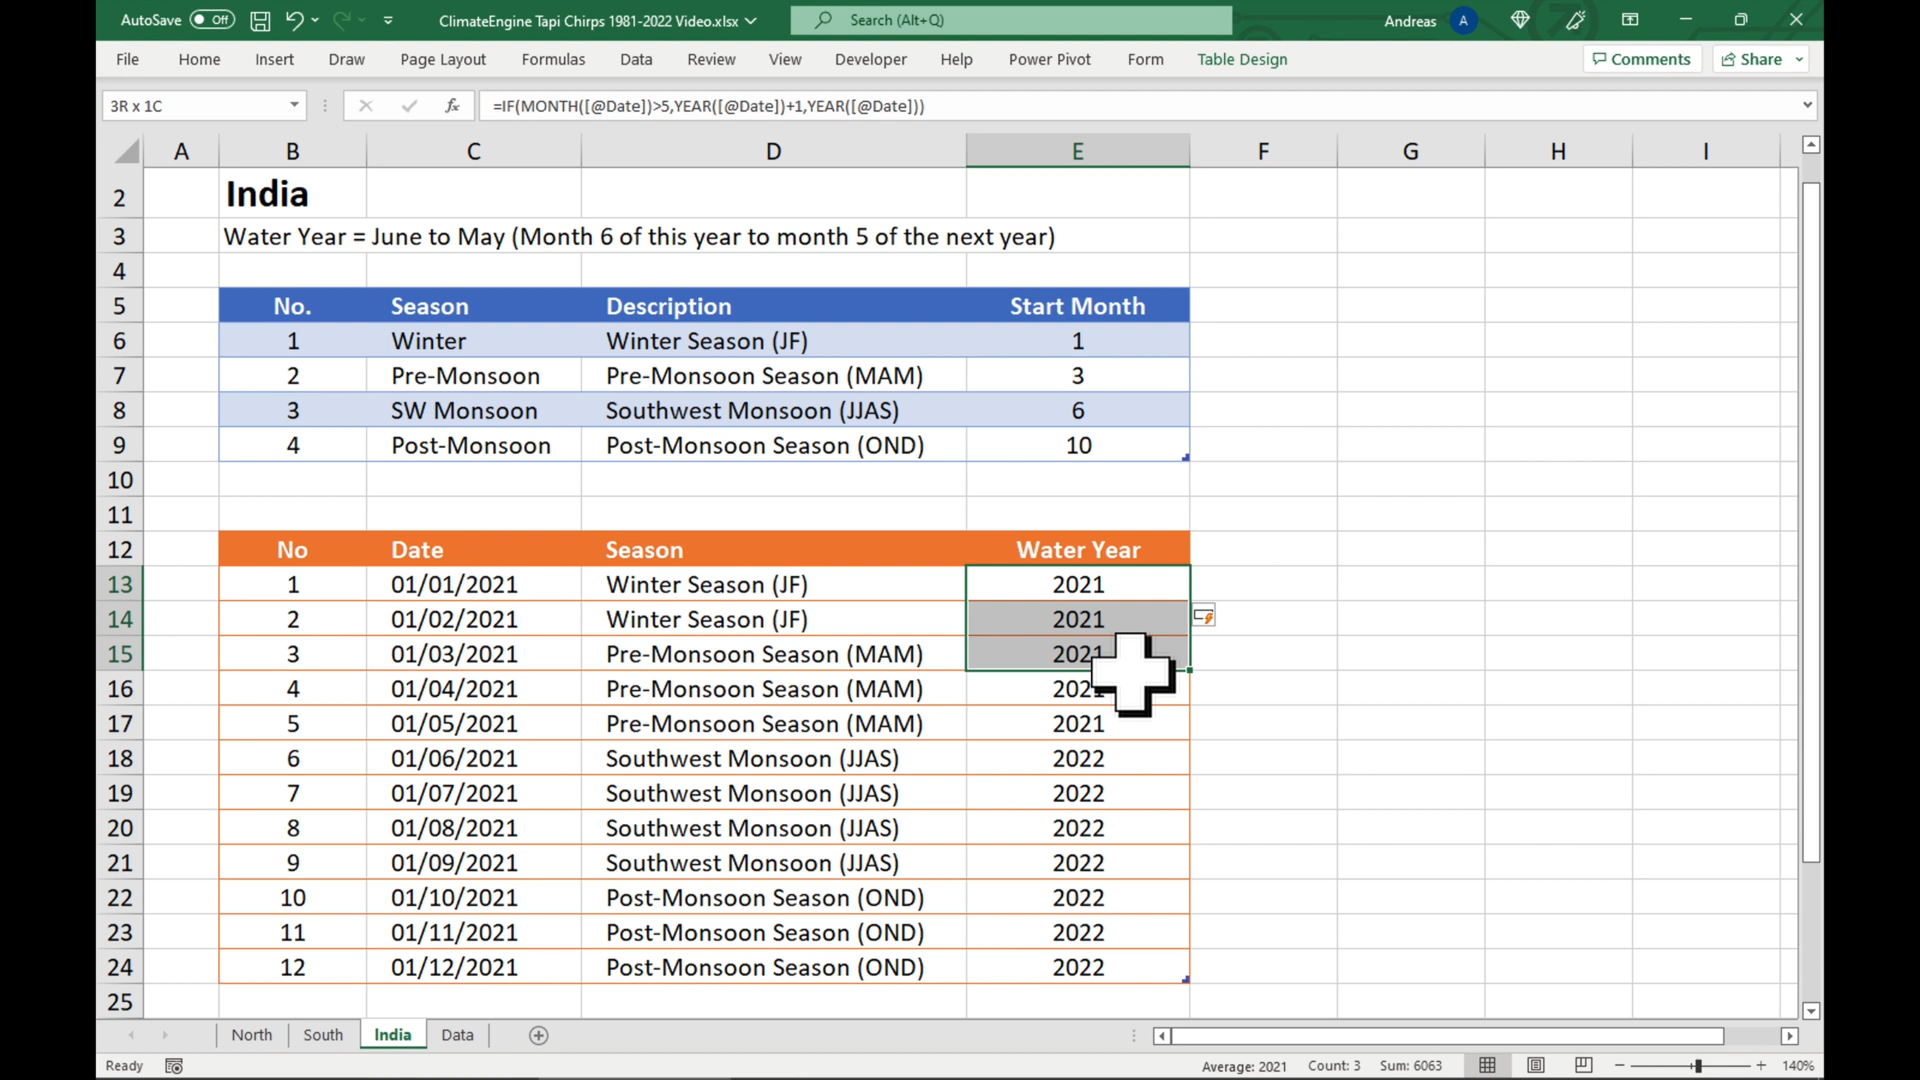 AutoSave Off ClimateEngine Tapi Chirps 1981-2022 Video.xlsx Search (Alt+Q) Andreas A
File Home Insert Draw Page Layout Formulas Data Review View Developer Help Power Pivot Form Table Design Comments Share
3R x 1C fx =IF(MONTH([@Date])>5,YEAR([@Date])+1,YEAR([@Date]))
A B C D E F G H I
2 India
3 Water Year = June to May (Month 6 of this year to month 5 of the next year)
4
5 No. Season Description Start Month
6 1 Winter Winter Season (JF) 1
7 2 Pre-Monsoon Pre-Monsoon Season (MAM) 3
8 3 SW Monsoon Southwest Monsoon (JJAS) 6
9 4 Post-Monsoon Post-Monsoon Season (OND) 10
10
11
12 No Date Season Water Year
13 1 01/01/2021 Winter Season (JF) 2021
14 2 01/02/2021 Winter Season (JF) 2021
15 3 01/03/2021 Pre-Monsoon Season (MAM) 2021
16 4 01/04/2021 Pre-Monsoon Season (MAM) 2021
17 5 01/05/2021 Pre-Monsoon Season (MAM) 2021
18 6 01/06/2021 Southwest Monsoon (JJAS) 2022
19 7 01/07/2021 Southwest Monsoon (JJAS) 2022
20 8 01/08/2021 Southwest Monsoon (JJAS) 2022
21 9 01/09/2021 Southwest Monsoon (JJAS) 2022
22 10 01/10/2021 Post-Monsoon Season (OND) 2022
23 11 01/11/2021 Post-Monsoon Season (OND) 2022
24 12 01/12/2021 Post-Monsoon Season (OND) 2022
25
North South India Data
Ready Average: 2021 Count: 3 Sum: 6063 140%